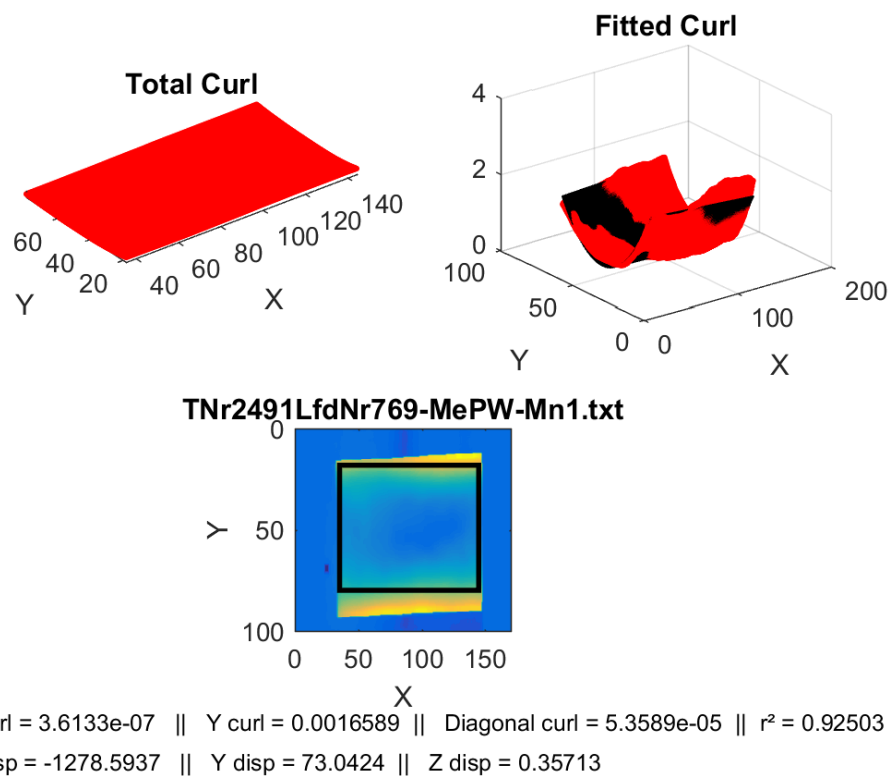 Total Curl
60
40
20
Y
40
60
80
100
120
140
X
Fitted Curl
4
2
0
100
50
0
Y
0
100
200
X
TNr2491LfdNr769-MePW-Mn1.txt
0
50
100
Y
0
50
100
150
X
rl = 3.6133e-07 || Y curl = 0.0016589 || Diagonal curl = 5.3589e-05 || r² = 0.92503
sp = -1278.5937 || Y disp = 73.0424 || Z disp = 0.35713